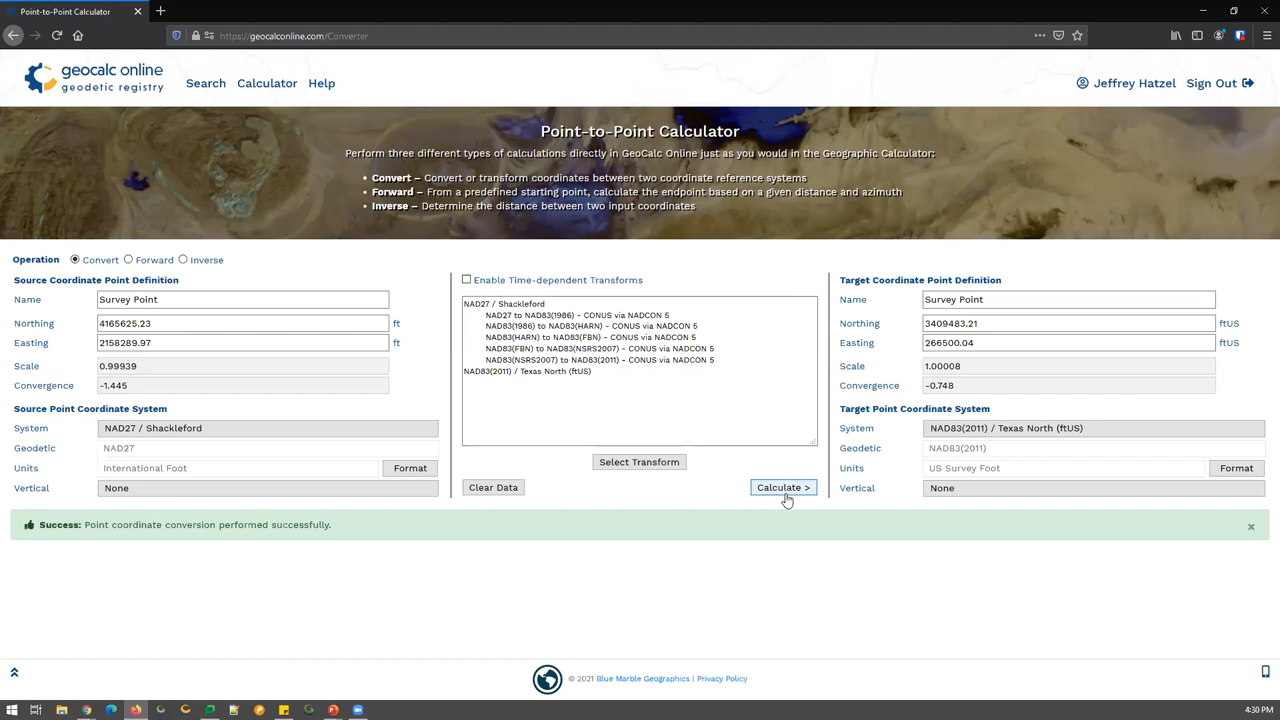 Point-to-Point Calculator
https://geocalconline.com/Converter
geocalc online
geodetic registry
Search Calculator Help
Jeffrey Hatzel Sign Out
Point-to-Point Calculator
Perform three different types of calculations directly in GeoCalc Online just as you would in the Geographic Calculator:
• Convert – Convert or transform coordinates between two coordinate reference systems
• Forward – From a predefined starting point, calculate the endpoint based on a given distance and azimuth
• Inverse – Determine the distance between two input coordinates
Operation Convert Forward Inverse
Source Coordinate Point Definition
Name Survey Point
Northing 4165625.23 ft
Easting 2158289.97 ft
Scale 0.99939
Convergence -1.445
Source Point Coordinate System
System NAD27 / Shackleford
Geodetic NAD27
Units International Foot Format
Vertical None
Enable Time-dependent Transforms
NAD27 / Shackleford
NAD27 to NAD83(1986) - CONUS via NADCON 5
NAD83(1986) to NAD83(HARN) - CONUS via NADCON 5
NAD83(HARN) to NAD83(FBN) - CONUS via NADCON 5
NAD83(FBN) to NAD83(NSRS2007) - CONUS via NADCON 5
NAD83(NSRS2007) to NAD83(2011) - CONUS via NADCON 5
NAD83(2011) / Texas North (ftUS)
Select Transform
Clear Data Calculate >
Target Coordinate Point Definition
Name Survey Point
Northing 3409483.21 ftUS
Easting 266500.04 ftUS
Scale 1.00008
Convergence -0.748
Target Point Coordinate System
System NAD83(2011) / Texas North (ftUS)
Geodetic NAD83(2011)
Units US Survey Foot Format
Vertical None
Success: Point coordinate conversion performed successfully. ×
© 2021 Blue Marble Geographics | Privacy Policy
4:30 PM